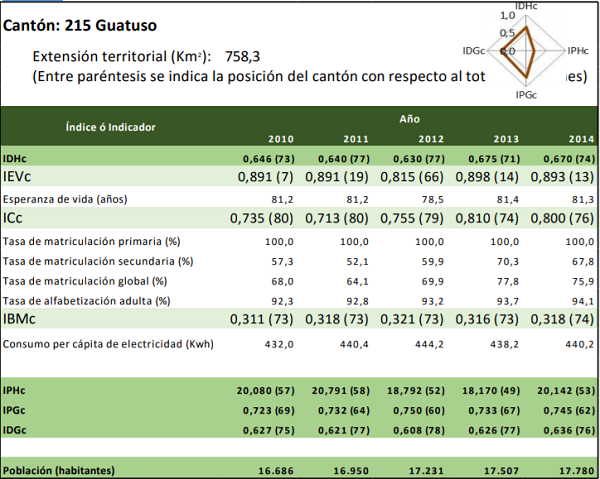 Cantón: 215 Guatuso
IDHc
1,0
0,5
0,0
IDGc
IPHc
IPGc
Extensión territorial (Km²): 758,3
(Entre paréntesis se indica la posición del cantón con respecto al tot nes)
Índice ó Indicador Año
2010 2011 2012 2013 2014
IDHc 0,646 (73) 0,640 (77) 0,630 (77) 0,675 (71) 0,670 (74)
IEVc 0,891 (7) 0,891 (19) 0,815 (66) 0,898 (14) 0,893 (13)
Esperanza de vida (años) 81,2 81,2 78,5 81,4 81,3
ICc 0,735 (80) 0,713 (80) 0,755 (79) 0,810 (74) 0,800 (76)
Tasa de matriculación primaria (%) 100,0 100,0 100,0 100,0 100,0
Tasa de matriculación secundaria (%) 57,3 52,1 59,9 70,3 67,8
Tasa de matriculación global (%) 68,0 64,1 69,9 77,8 75,9
Tasa de alfabetización adulta (%) 92,3 92,8 93,2 93,7 94,1
IBMc 0,311 (73) 0,318 (73) 0,321 (73) 0,316 (73) 0,318 (74)
Consumo per cápita de electricidad (Kwh) 432,0 440,4 444,2 438,2 440,2
IPHc 20,080 (57) 20,791 (58) 18,792 (52) 18,170 (49) 20,142 (53)
IPGc 0,723 (69) 0,732 (64) 0,750 (60) 0,733 (67) 0,745 (62)
IDGc 0,627 (75) 0,621 (77) 0,608 (78) 0,626 (77) 0,636 (76)
Población (habitantes) 16.686 16.950 17.231 17.507 17.780